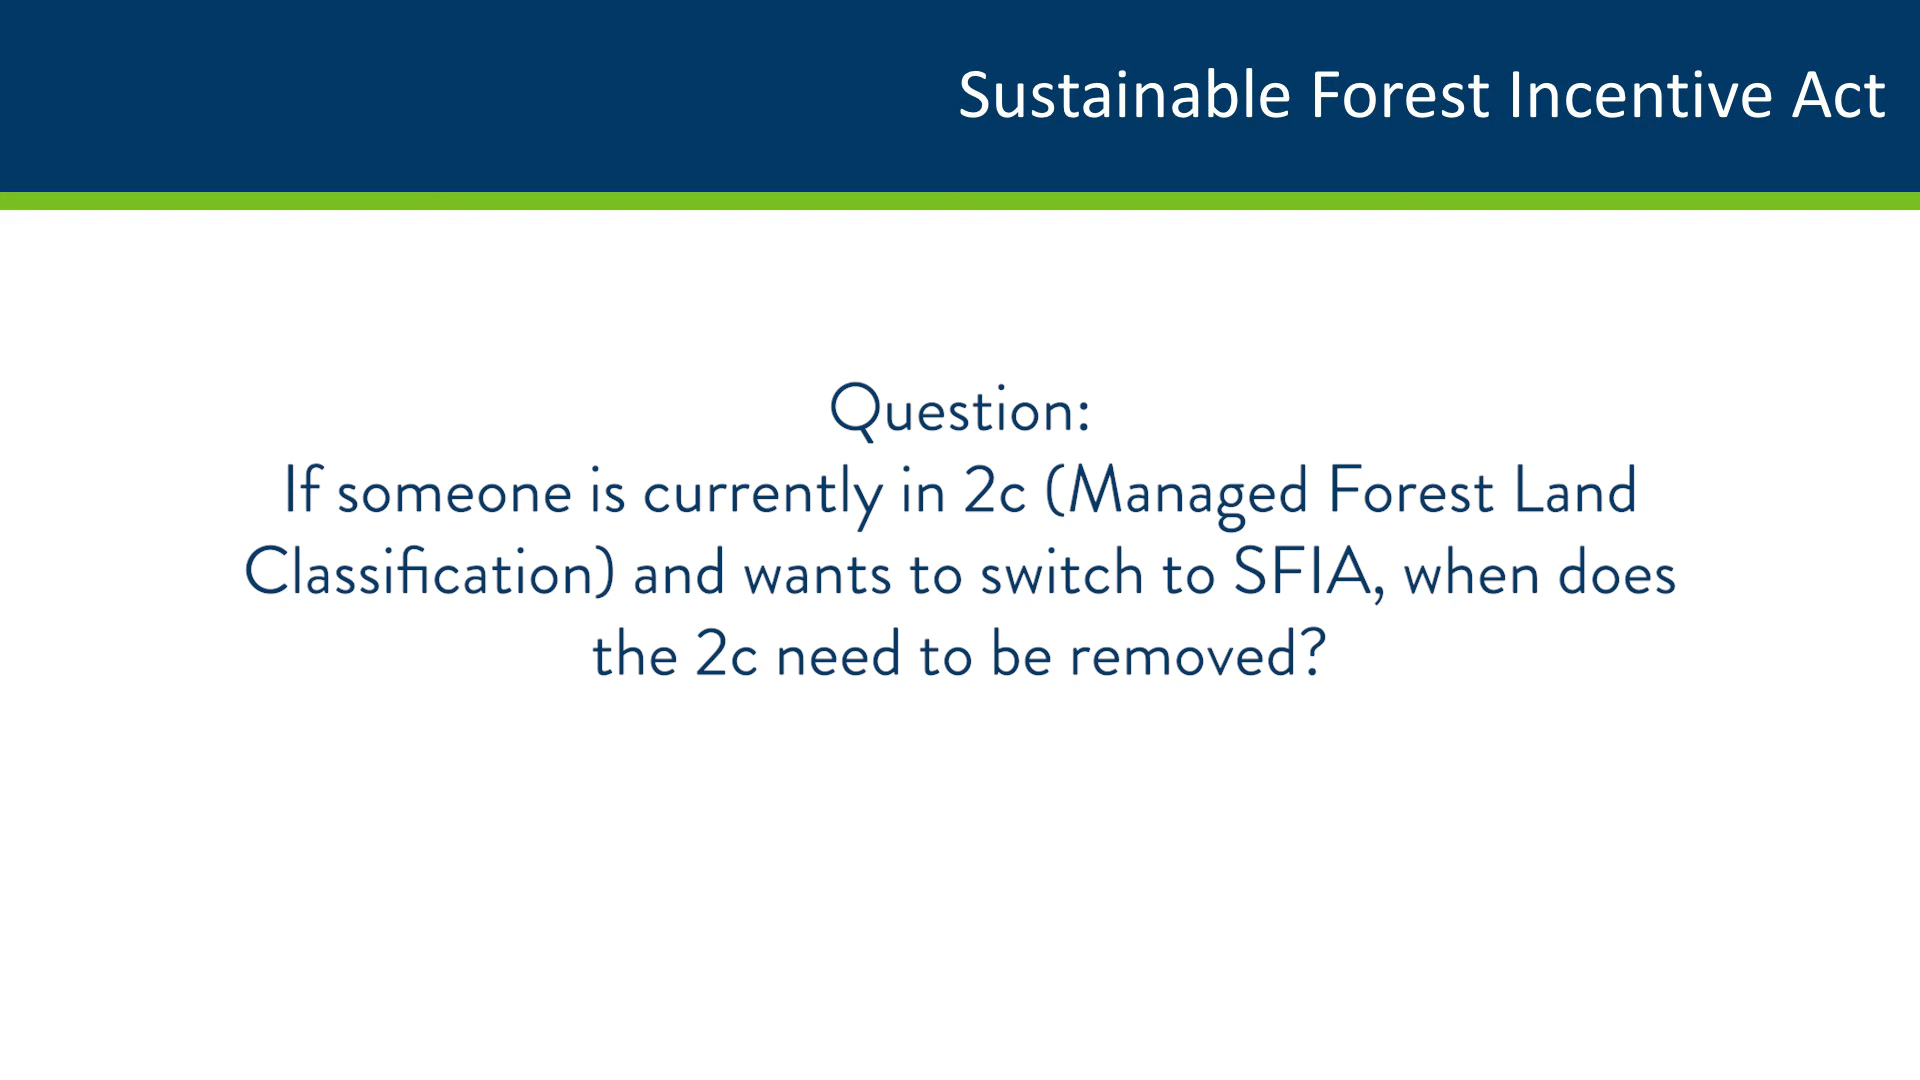 Sustainable Forest Incentive Act
Question:
If someone is currently in 2c (Managed Forest Land
Classification) and wants to switch to SFIA, when does
the 2c need to be removed?